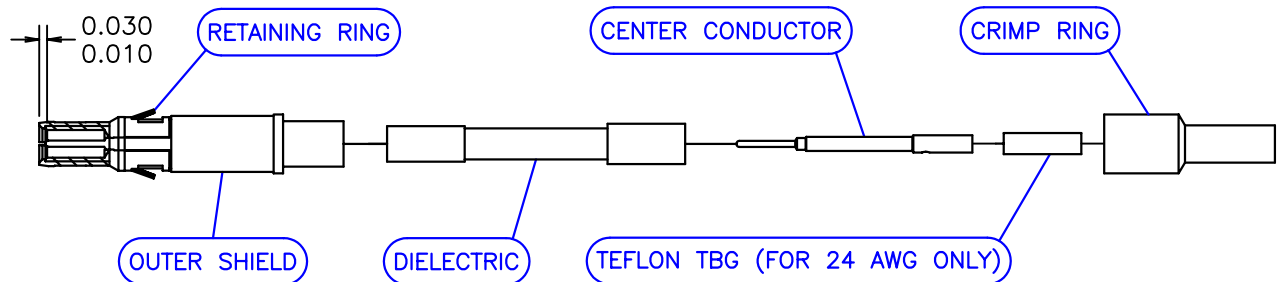 0.030
0.010
RETAINING RING
CENTER CONDUCTOR
CRIMP RING
OUTER SHIELD
DIELECTRIC
TEFLON TBG (FOR 24 AWG ONLY)